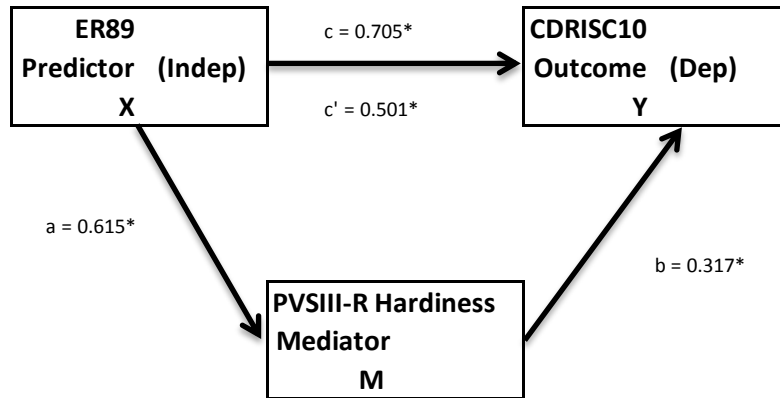 ER89
Predictor (Indep)
X
c = 0.705*
c' = 0.501*
CDRISC10
Outcome (Dep)
Y
a = 0.615*
b = 0.317*
PVSIII-R Hardiness
Mediator
M